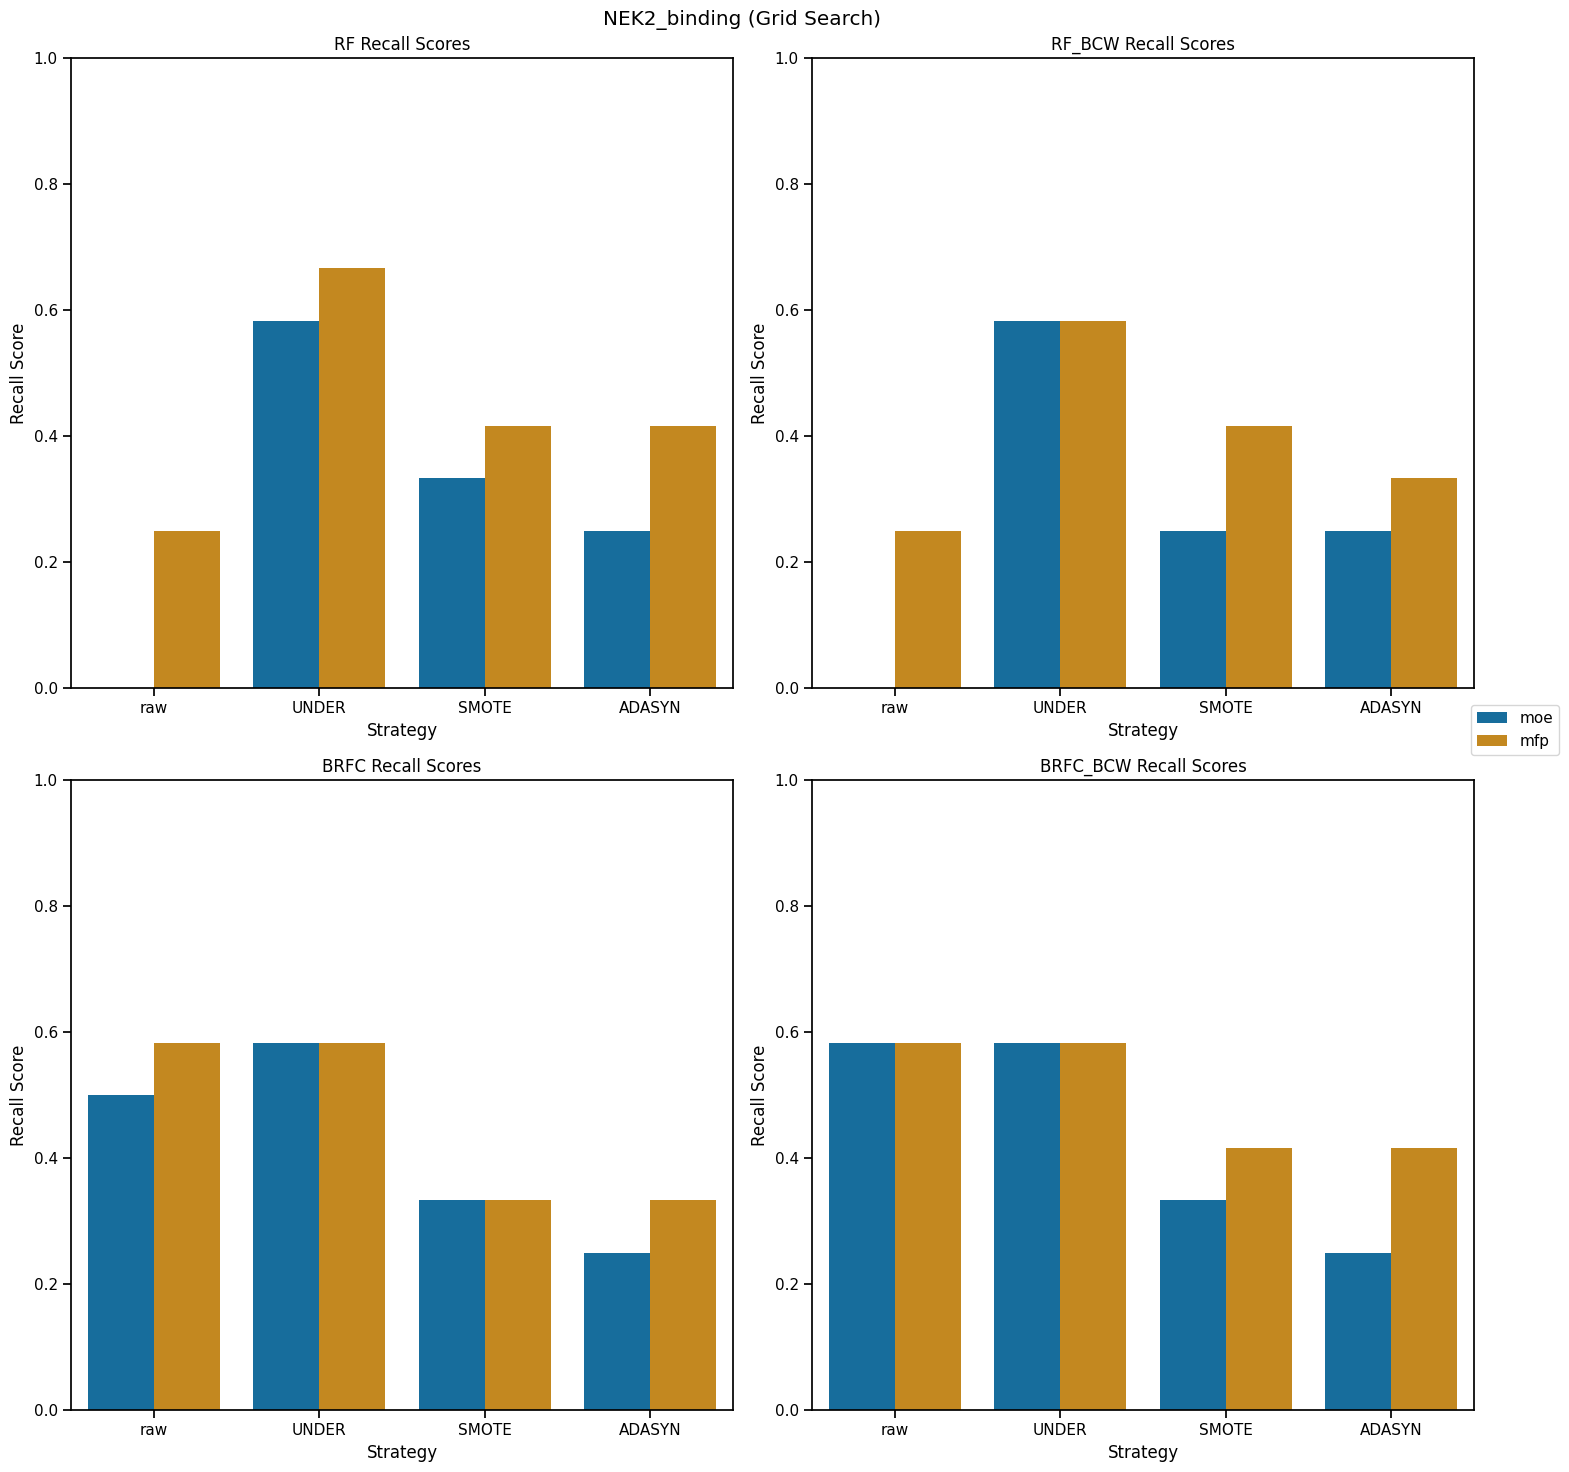 NEK2_binding (Grid Search)
RF Recall Scores
RF_BCW Recall Scores
1.0
0.8
0.6
0.4
0.2
0.0
Recall Score
raw UNDER SMOTE ADASYN
Strategy
1.0
0.8
0.6
0.4
0.2
0.0
Recall Score
raw UNDER SMOTE ADASYN
Strategy
moe
mfp
BRFC Recall Scores
BRFC_BCW Recall Scores
1.0
0.8
0.6
0.4
0.2
0.0
Recall Score
raw UNDER SMOTE ADASYN
Strategy
1.0
0.8
0.6
0.4
0.2
0.0
Recall Score
raw UNDER SMOTE ADASYN
Strategy